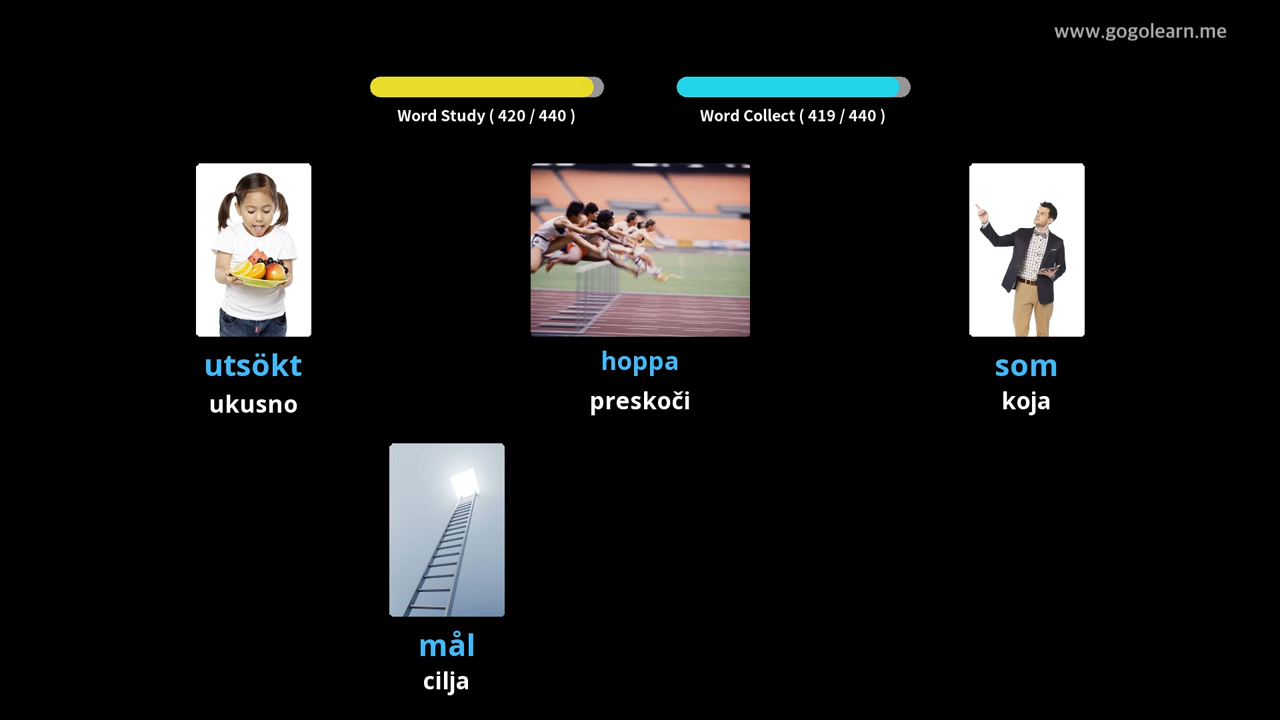 www.gogolearn.me
Word Study ( 420 / 440 )
Word Collect ( 419 / 440 )
utsökt
ukusno
hoppa
preskoči
som
koja
mål
cilja